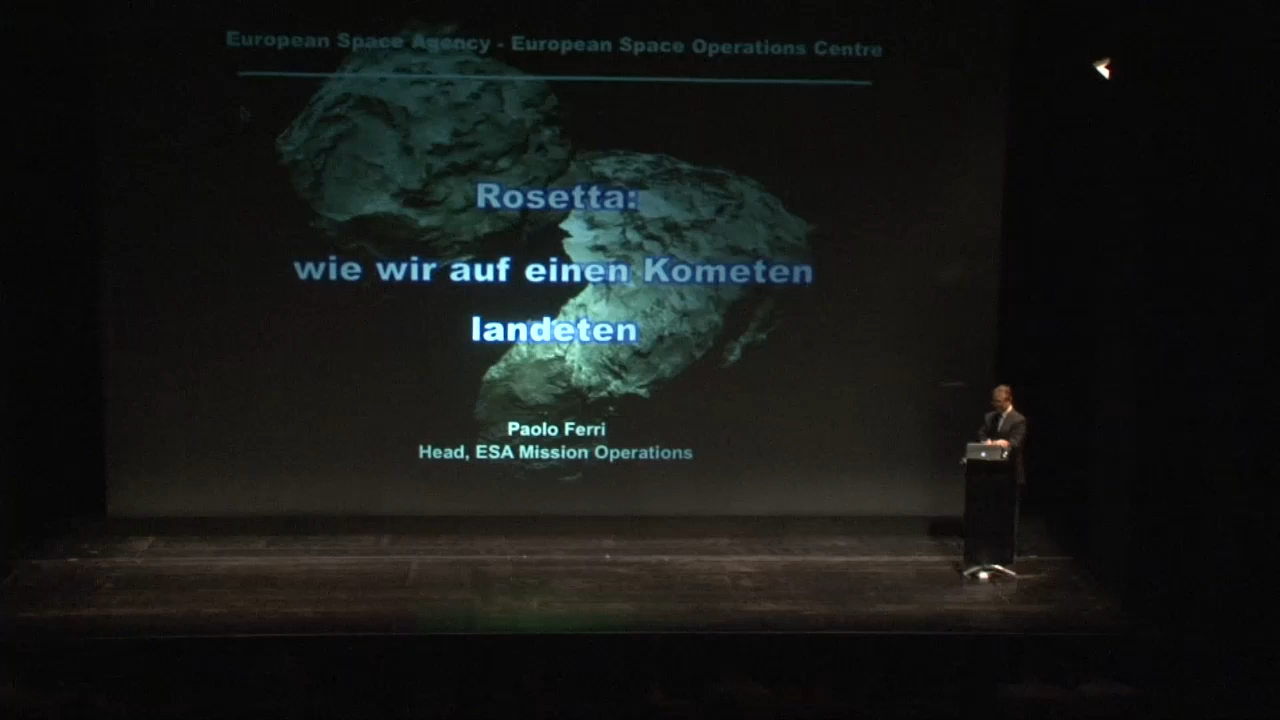 European Space Agency - European Space Operations Centre
Rosetta:
wie wir auf einen Kometen
landeten
Paolo Ferri
Head, ESA Mission Operations